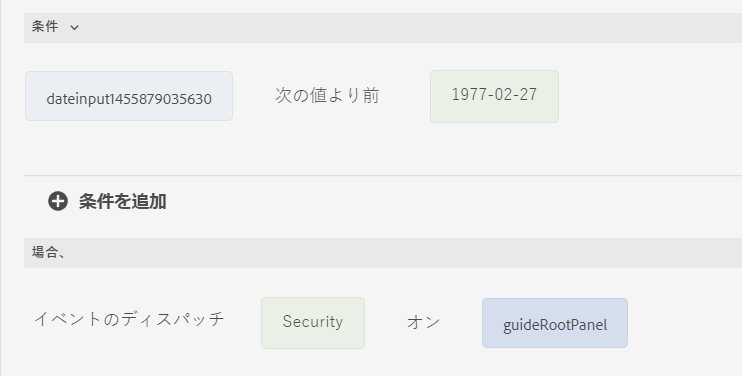 条件
dateinput1455879035630 次の値より前 1977-02-27
条件を追加
場合、
イベントのディスパッチ Security オン guideRootPanel